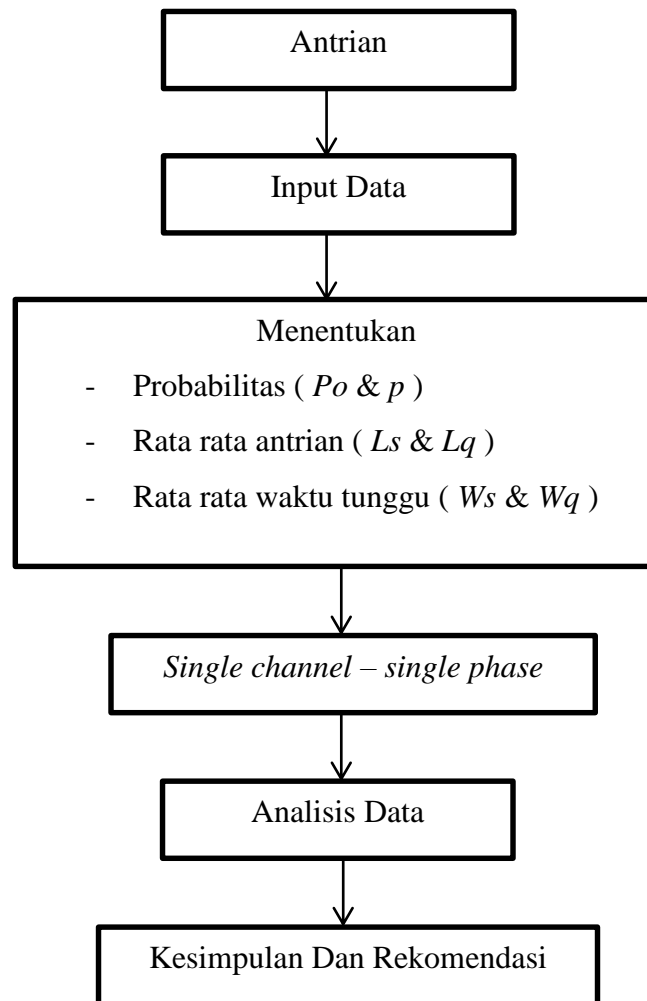 Antrian
Input Data
Menentukan
- Probabilitas ( Po & p )
- Rata rata antrian ( Ls & Lq )
- Rata rata waktu tunggu ( Ws & Wq )
Single channel – single phase
Analisis Data
Kesimpulan Dan Rekomendasi